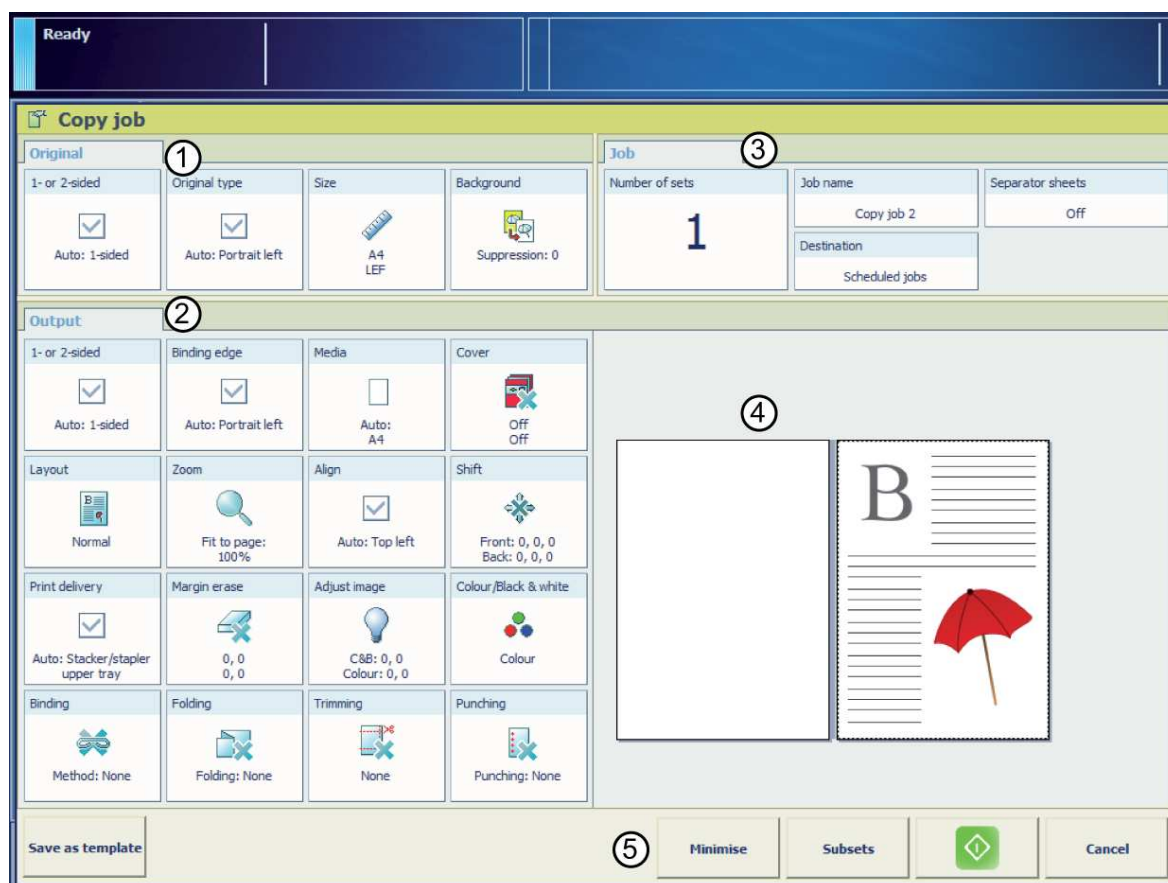 Ready
Copy job
Original
1
1- or 2-sided
Auto: 1-sided
Original type
Auto: Portrait left
Size
A4
LEF
Background
Suppression: 0
Job
3
Number of sets
1
Job name
Copy job 2
Separator sheets
Off
Destination
Scheduled jobs
Output
2
1- or 2-sided
Auto: 1-sided
Binding edge
Auto: Portrait left
Media
Auto:
A4
Cover
Off
Off
Layout
B
Normal
Zoom
Fit to page:
100%
Align
Auto: Top left
Shift
Front: 0, 0, 0
Back: 0, 0, 0
Print delivery
Auto: Stacker/stapler
upper tray
Margin erase
0, 0
0, 0
Adjust image
C&B: 0, 0
Colour: 0, 0
Colour/Black & white
Colour
Binding
Method: None
Folding
Folding: None
Trimming
None
Punching
Punching: None
4
B
Save as template
5
Minimise
Subsets
Cancel